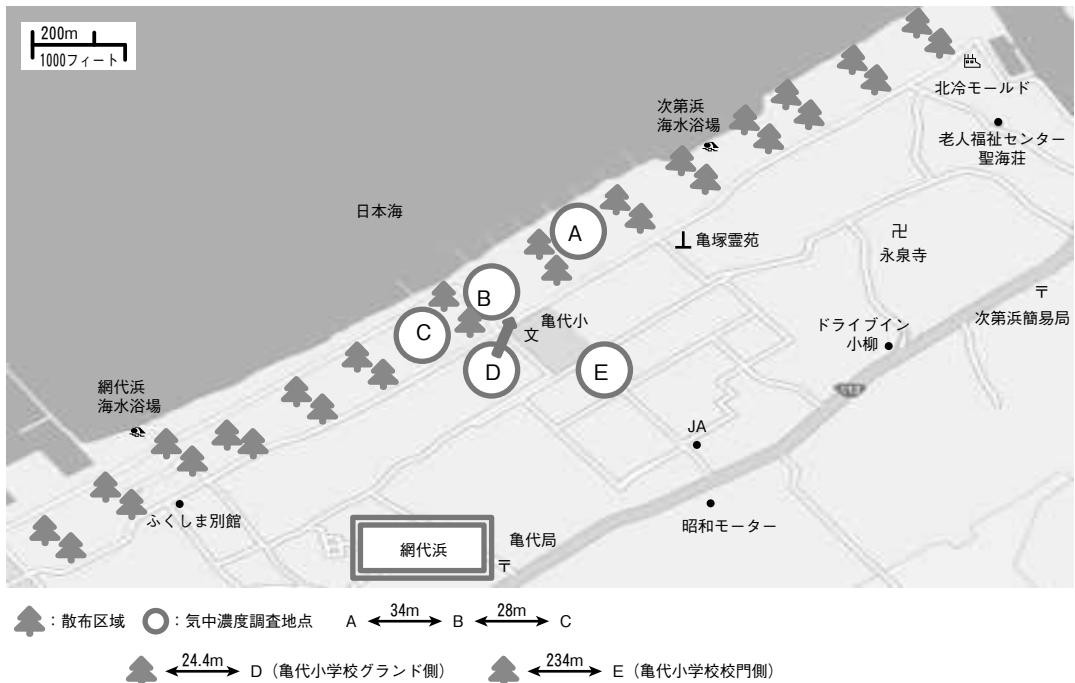 200m
1000フィート
北冷モールド
老人福祉センター
聖海荘
次第浜
海水浴場
日本海
A
亀塚霊苑
卍
永泉寺
B
〒
次第浜簡易局
C
文
亀代小
ドライブイン
小柳
D
E
網代浜
海水浴場
JA
ふくしま別館
昭和モーター
網代浜
亀代局
〒
：散布区域
：気中濃度調査地点
A 34m B 28m C
24.4m D（亀代小学校グランド側）
234m E（亀代小学校校門側）